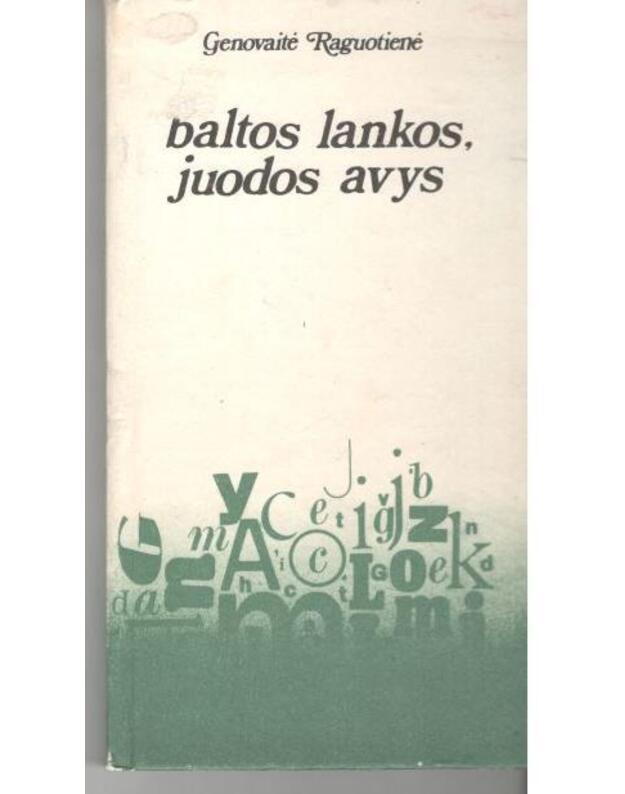 Genovaitė Raguotienė
baltos lankos,
juodos avys